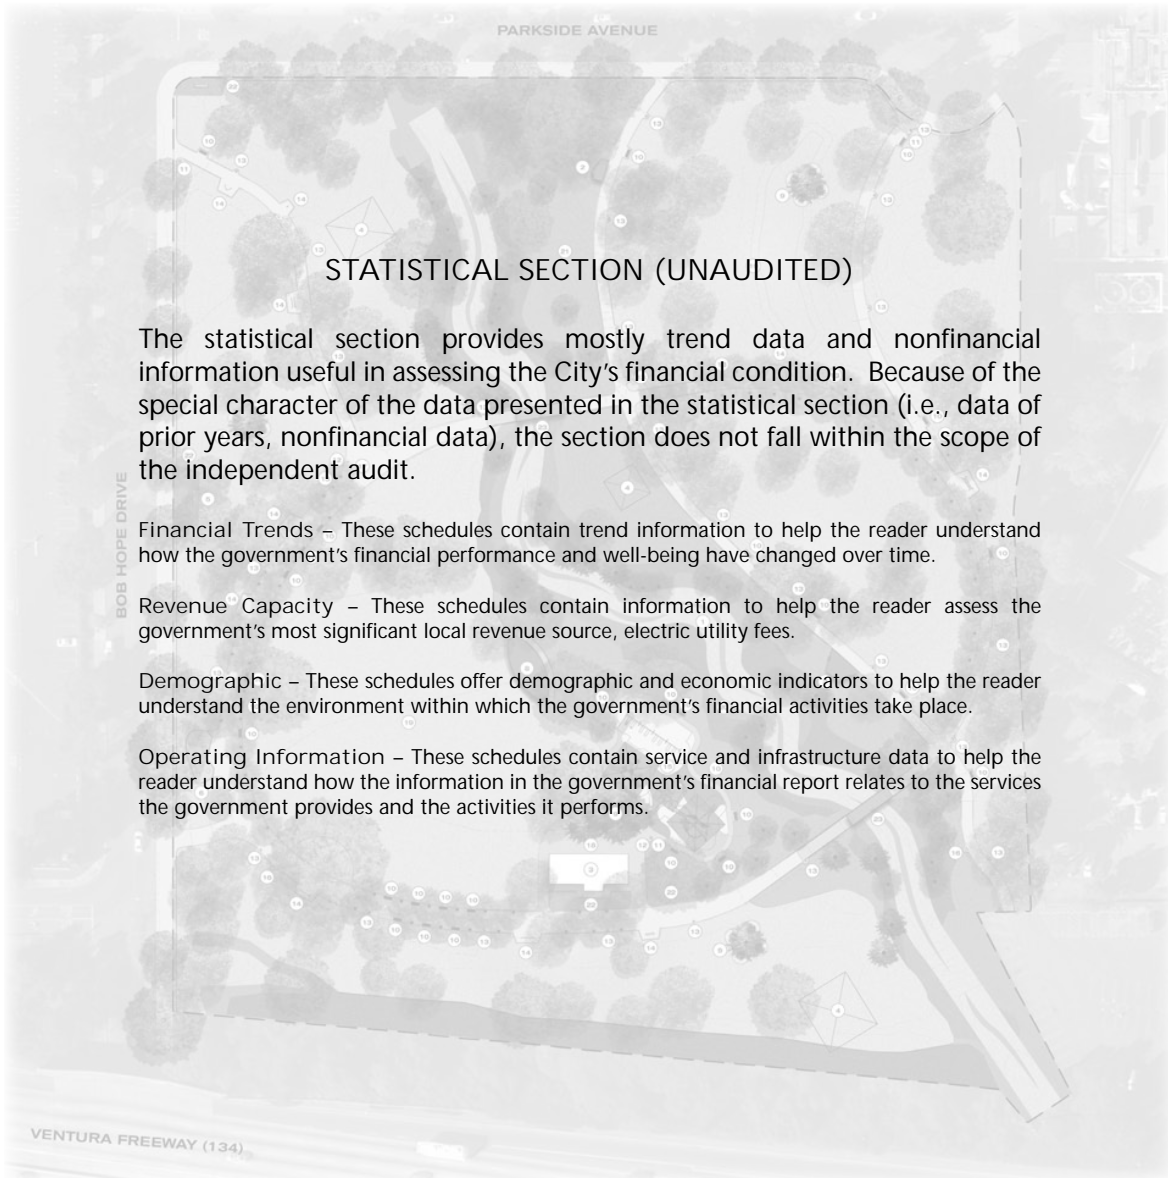 PARKSIDE AVENUE
STATISTICAL SECTION (UNAUDITED)
The statistical section provides mostly trend data and nonfinancial
information useful in assessing the City's financial condition. Because of the
special character of the data presented in the statistical section (i.e., data of
prior years, nonfinancial data), the section does not fall within the scope of
the independent audit.
BOB HOPE DRIVE
Financial Trends – These schedules contain trend information to help the reader understand
how the government's financial performance and well-being have changed over time.
Revenue Capacity – These schedules contain information to help the reader assess the
government's most significant local revenue source, electric utility fees.
Demographic – These schedules offer demographic and economic indicators to help the reader
understand the environment within which the government's financial activities take place.
Operating Information – These schedules contain service and infrastructure data to help the
reader understand how the information in the government's financial report relates to the services
the government provides and the activities it performs.
VENTURA FREEWAY (134)